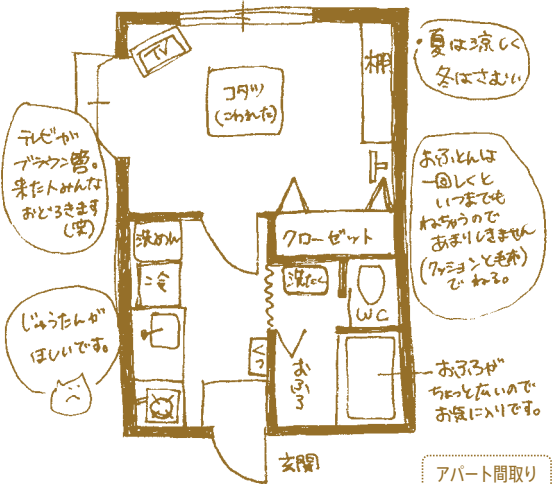 ・夏は涼しく
冬はさむい
TV
棚
コタツ
(こわれた)
テレビが
ブラウン管。
来た人みんな
おどろきます
(笑)
おふとんは
一回しくと
いつまでも
ねちゃうので
あまりしきません
(クッションと毛布)
でねる。
洗めん
クローゼット
冷
洗たく
WC
じゅうたんが
ほしいです。
くつ
おふろ
おふろが
ちょっと広いので
お気に入りです。
玄関
アパート間取り